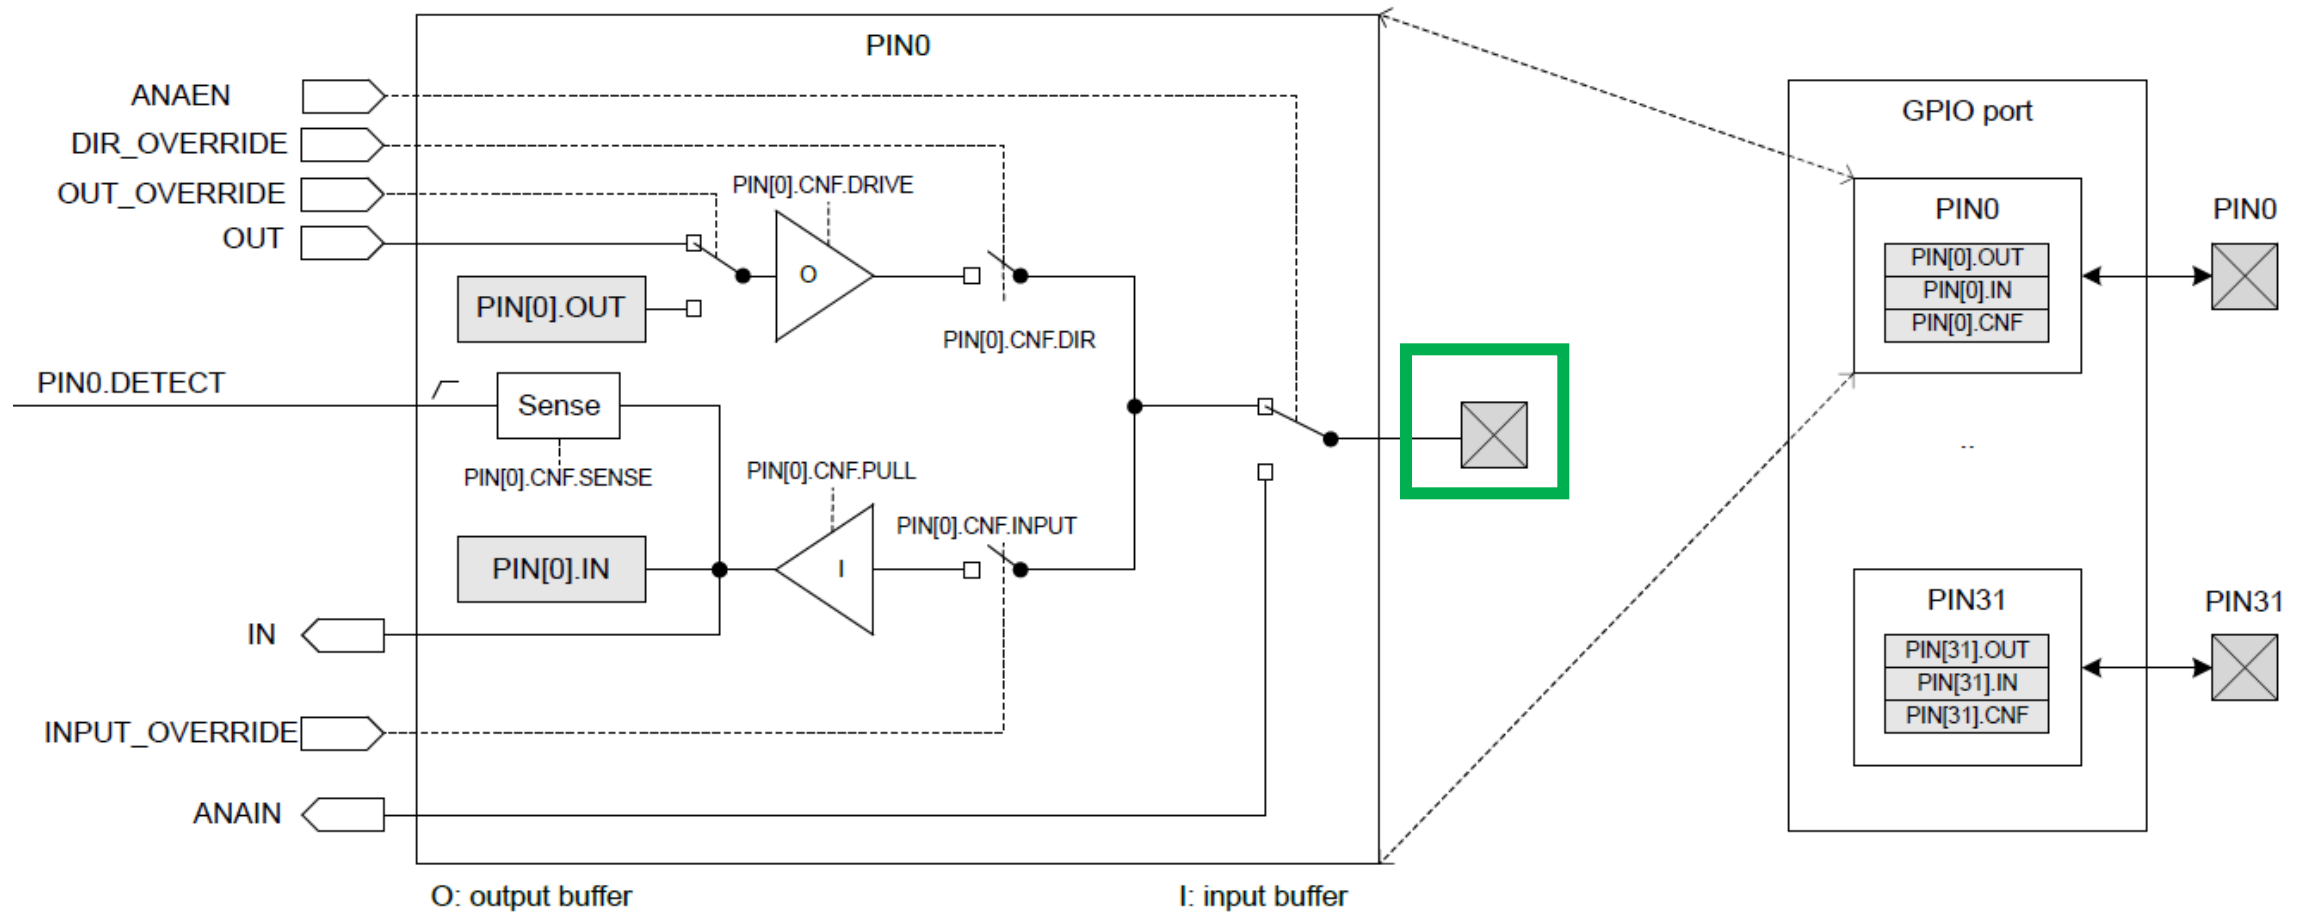 PIN0
ANAEN
DIR_OVERRIDE
OUT_OVERRIDE
OUT
PIN[0].CNF.DRIVE
O
PIN[0].OUT
PIN[0].CNF.DIR
PIN0.DETECT
Sense
PIN[0].CNF.SENSE
PIN[0].CNF.PULL
PIN[0].CNF.INPUT
PIN[0].IN
I
IN
INPUT_OVERRIDE
ANAIN
O: output buffer
I: input buffer
GPIO port
PIN0
PIN[0].OUT
PIN[0].IN
PIN[0].CNF
PIN0
..
PIN31
PIN[31].OUT
PIN[31].IN
PIN[31].CNF
PIN31